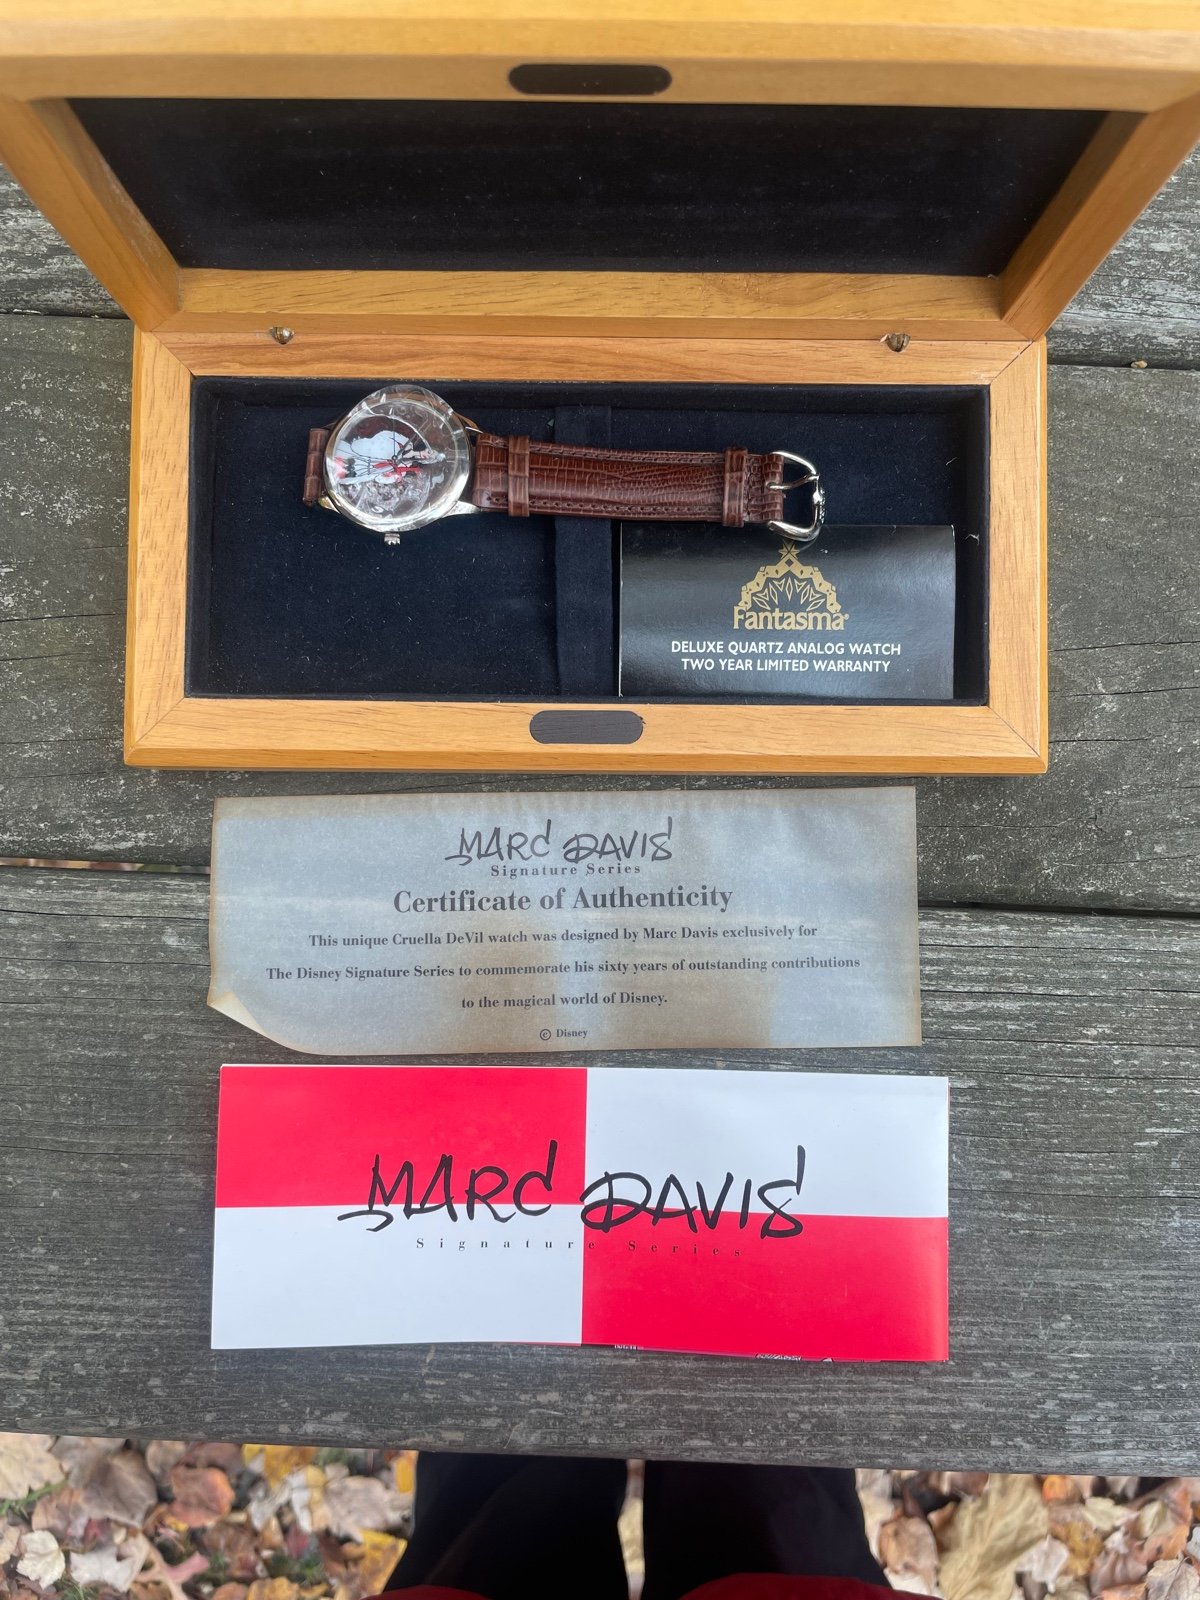 Fantasma®
DELUXE QUARTZ ANALOG WATCH
TWO YEAR LIMITED WARRANTY
MARC DAVIS
Signature Series
Certificate of Authenticity
This unique Cruella DeVil watch was designed by Marc Davis exclusively for
The Disney Signature Series to commemorate his sixty years of outstanding contributions
to the magical world of Disney.
© Disney
MARC DAVIS
Signature Series